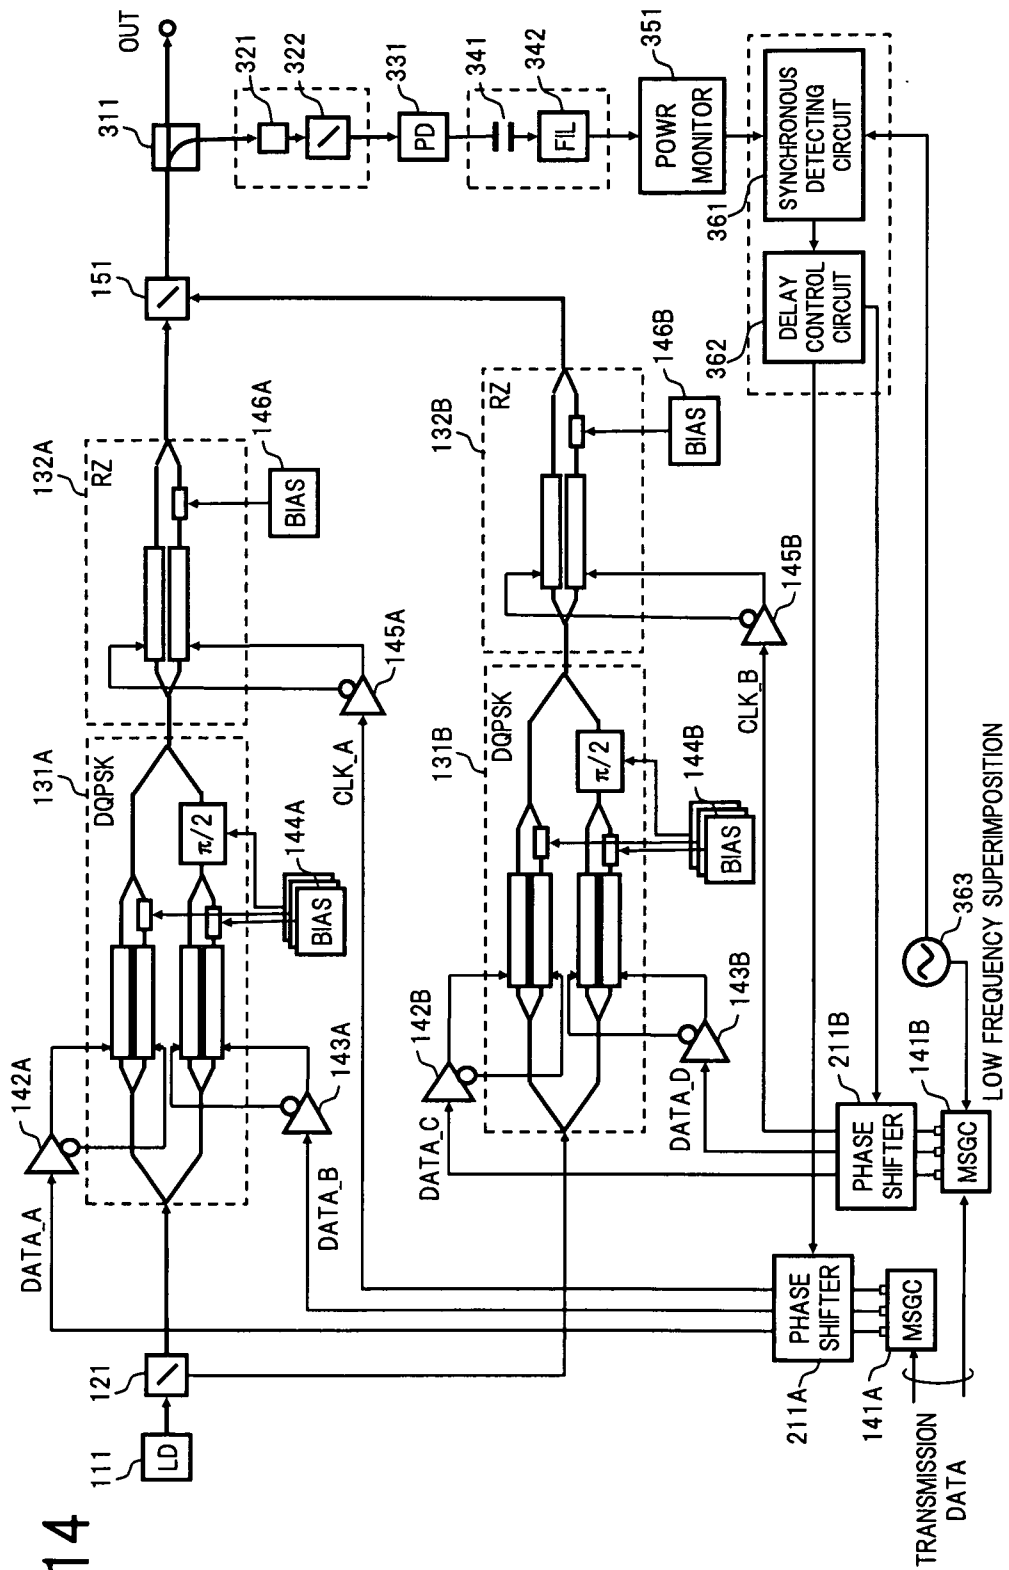 14
111
LD
121
DATA_A
142A
131A
DQPSK
π/2
144A
BIAS
143A
DATA_B
132A
RZ
146A
BIAS
145A
CLK_A
151
311
OUT
321
322
331
PD
341
342
FIL
351
POWR
MONITOR
361
SYNCHRONOUS
DETECTING
CIRCUIT
362
DELAY
CONTROL
CIRCUIT
142B
DATA_C
131B
DQPSK
π/2
144B
BIAS
143B
DATA_D
132B
RZ
146B
BIAS
145B
CLK_B
211A
PHASE
SHIFTER
141A
MSGC
211B
PHASE
SHIFTER
141B
MSGC
363
LOW FREQUENCY SUPERIMPOSITION
TRANSMISSION
DATA